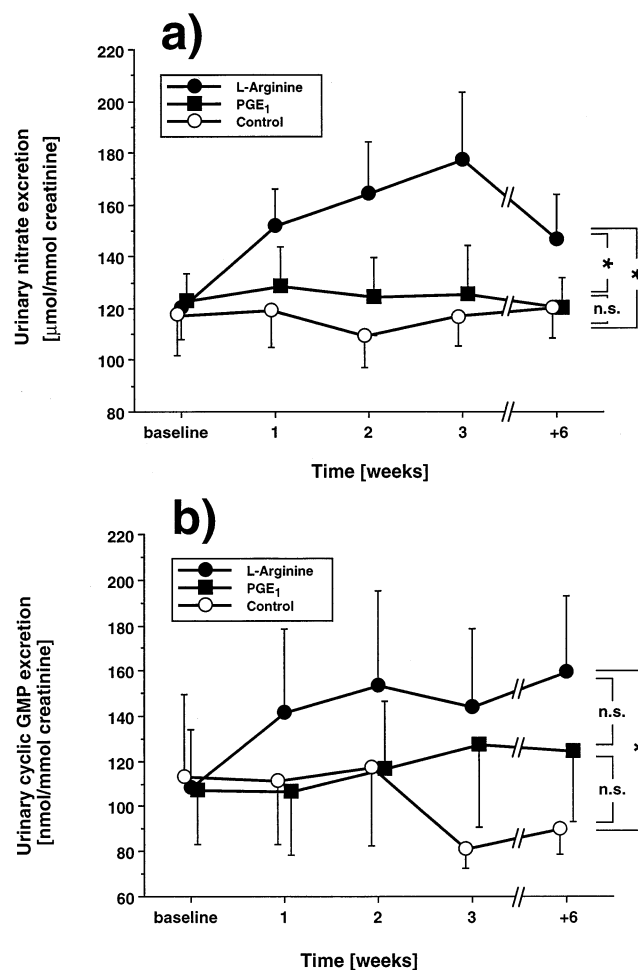 a)
220
200
180
160
140
120
100
80
Urinary nitrate excretion
[µmol/mmol creatinine]
L-Arginine
PGE1
Control
*
*
n.s.
baseline 1 2 3 +6
Time [weeks]
b)
220
200
180
160
140
120
100
80
60
Urinary cyclic GMP excretion
[nmol/mmol creatinine]
L-Arginine
PGE1
Control
n.s.
*
n.s.
baseline 1 2 3 +6
Time [weeks]